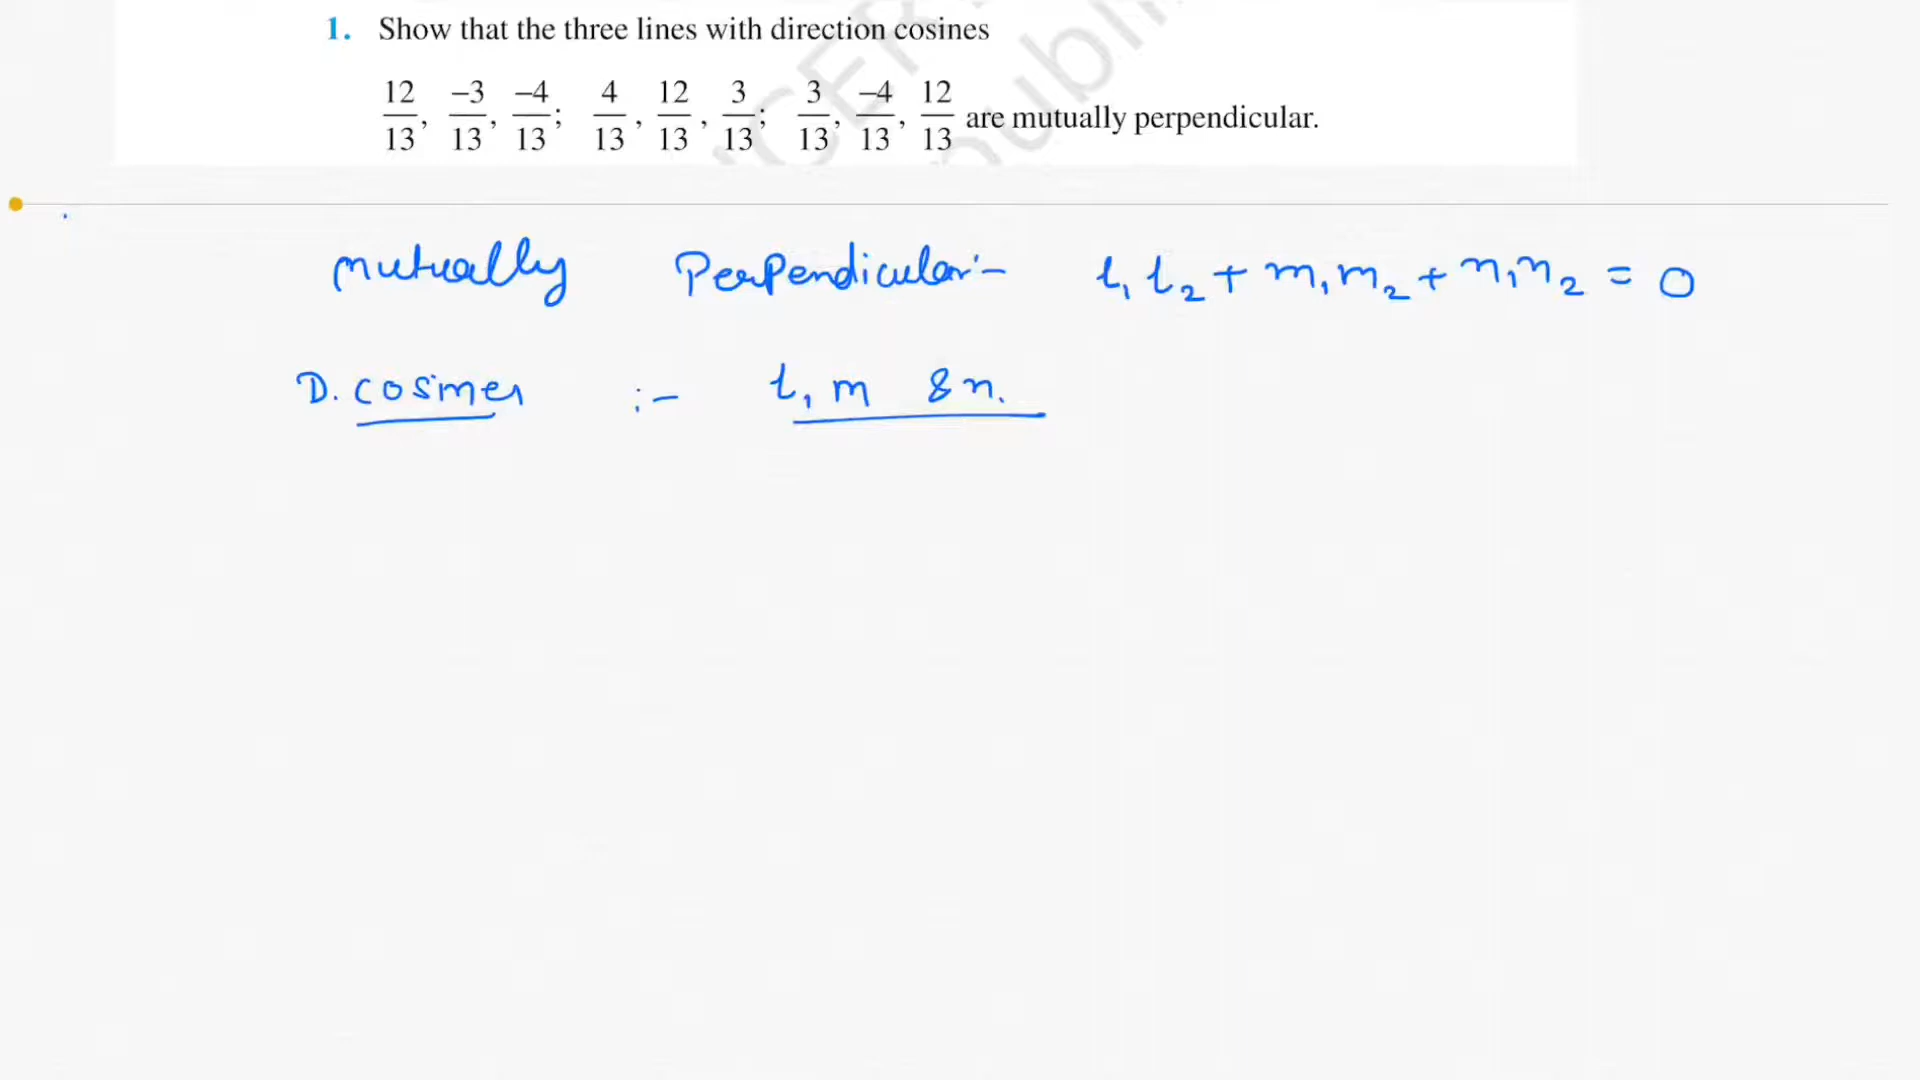 1. Show that the three lines with direction cosines
12/13, –3/13, –4/13; 4/13, 12/13, 3/13; 3/13, –4/13, 12/13 are mutually perpendicular.
Mutually Perpendicular:- l₁l₂ + m₁m₂ + n₁n₂ = 0
D. cosines :- l, m & n.